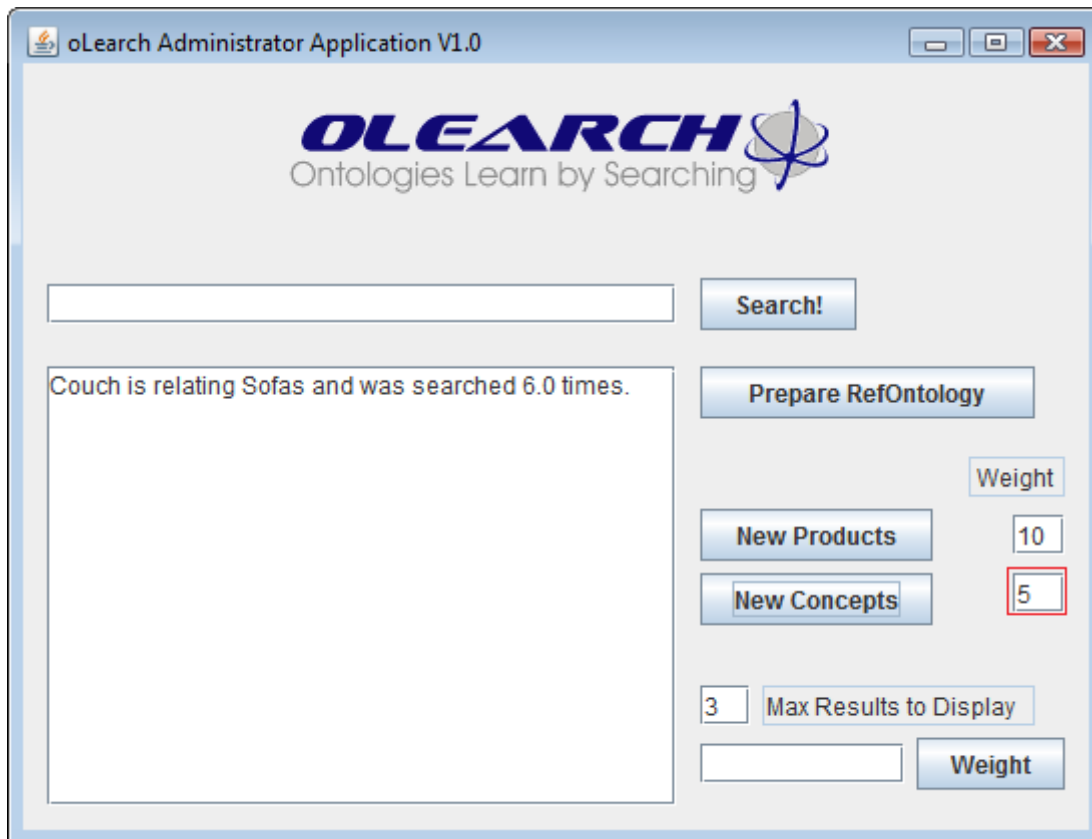 oLearch Administrator Application V1.0
OLEARCH
Ontologies Learn by Searching
Search!
Couch is relating Sofas and was searched 6.0 times.
Prepare RefOntology
Weight
New Products
10
New Concepts
5
3 Max Results to Display
Weight